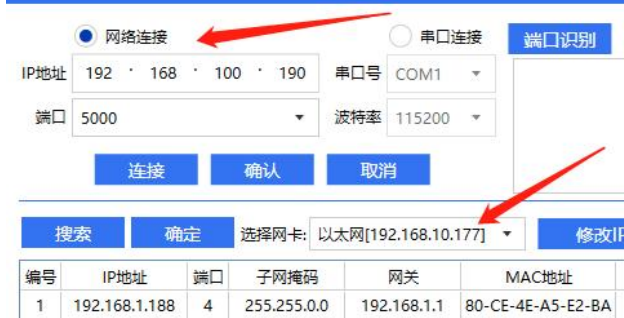 网络连接 串口连接 端口识别
IP地址 192 · 168 · 100 · 190 串口号 COM1
端口 5000 波特率 115200
连接 确认 取消
搜索 确定 选择网卡: 以太网[192.168.10.177] 修改IP
编号 IP地址 端口 子网掩码 网关 MAC地址
1 192.168.1.188 4 255.255.0.0 192.168.1.1 80-CE-4E-A5-E2-BA